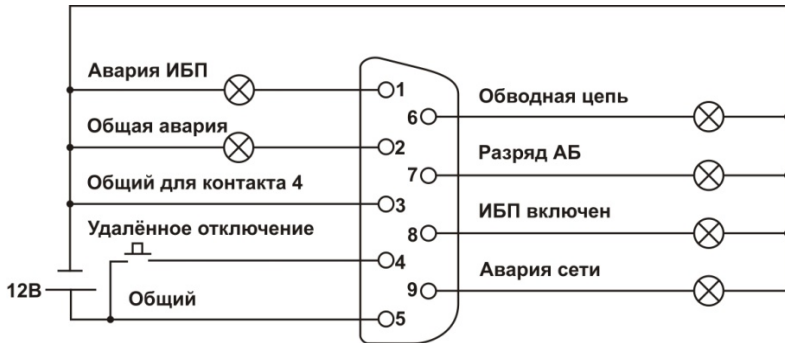 Авария ИБП
1
Обводная цепь
6
Общая авария
2
Разряд АБ
7
Общий для контакта 4
3
ИБП включен
8
Удалённое отключение
4
Авария сети
9
12В
Общий
5